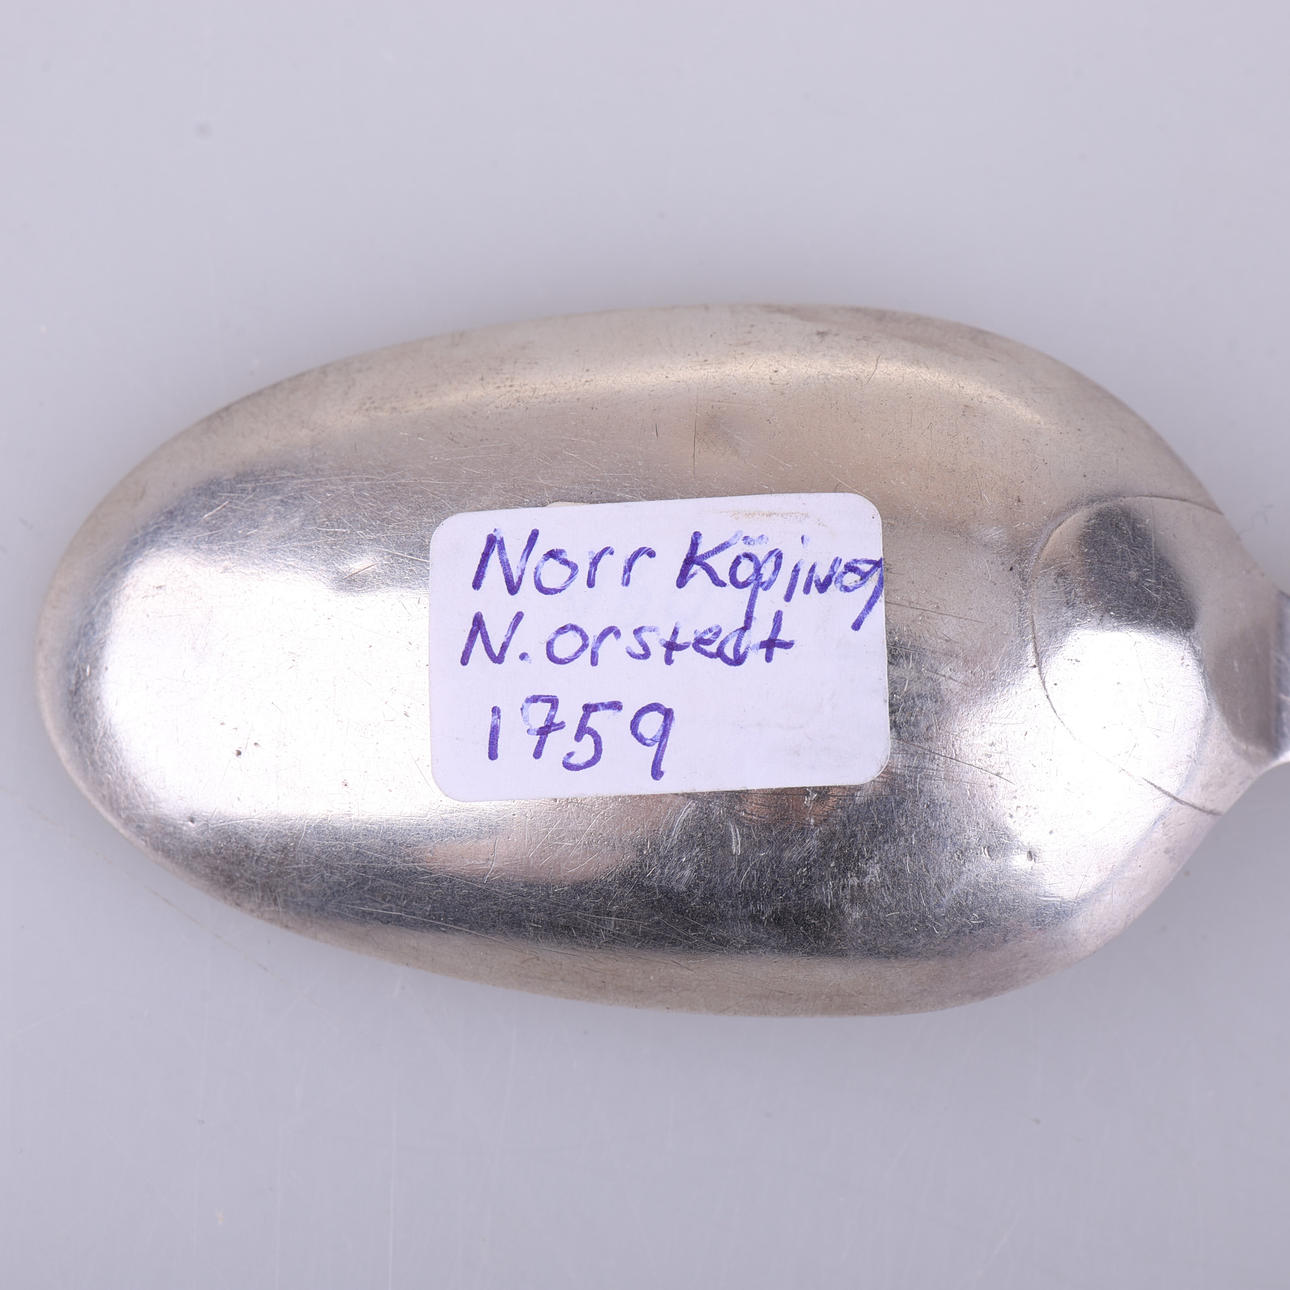 Norr Köping
N. orstedt
1759